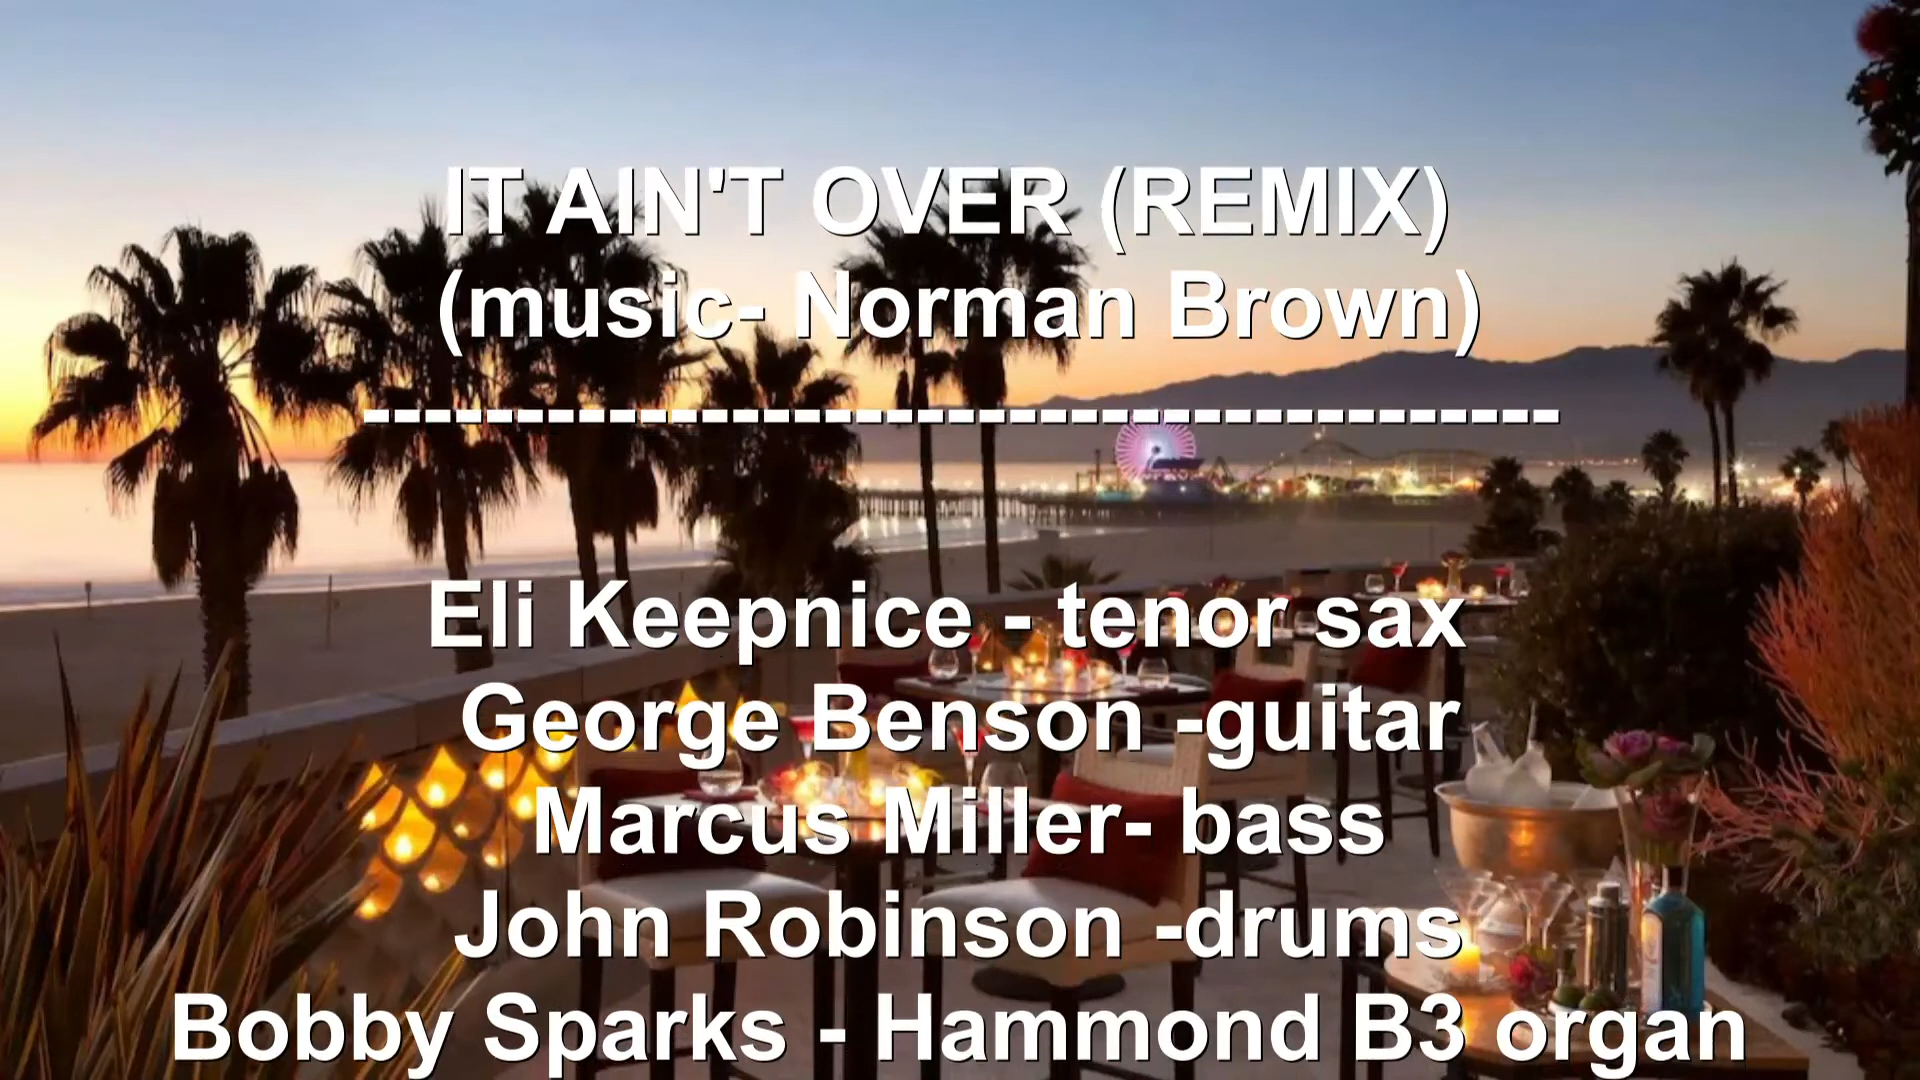 IT AIN'T OVER (REMIX)
(music- Norman Brown)
---------------------------------------
Eli Keepnice - tenor sax
George Benson -guitar
Marcus Miller- bass
John Robinson -drums
Bobby Sparks - Hammond B3 organ